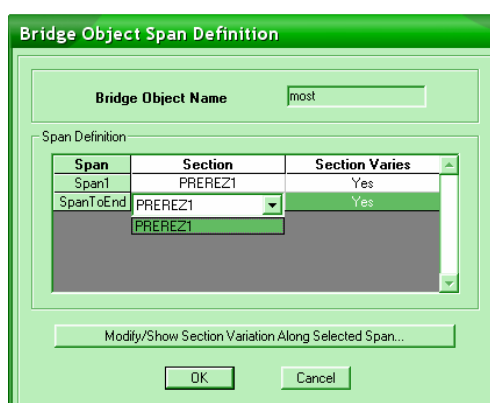 Bridge Object Span Definition
Bridge Object Name most
Span Definition
Span Section Section Varies
Span1 PREREZ1 Yes
SpanToEnd PREREZ1 Yes
PREREZ1
Modify/Show Section Variation Along Selected Span...
OK Cancel